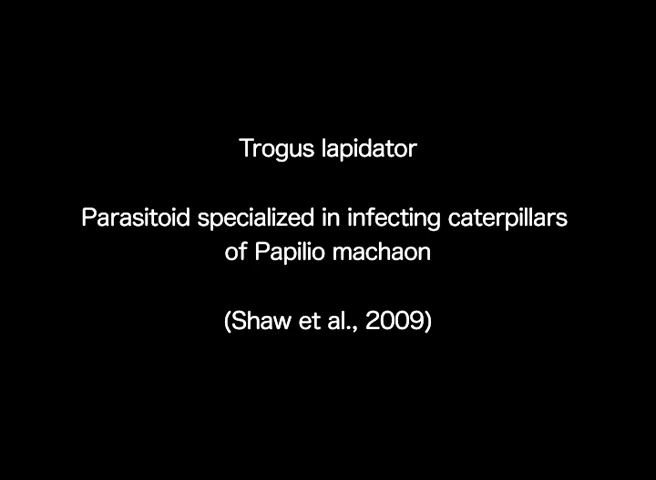 Trogus lapidator
Parasitoid specialized in infecting caterpillars
of Papilio machaon
(Shaw et al., 2009)